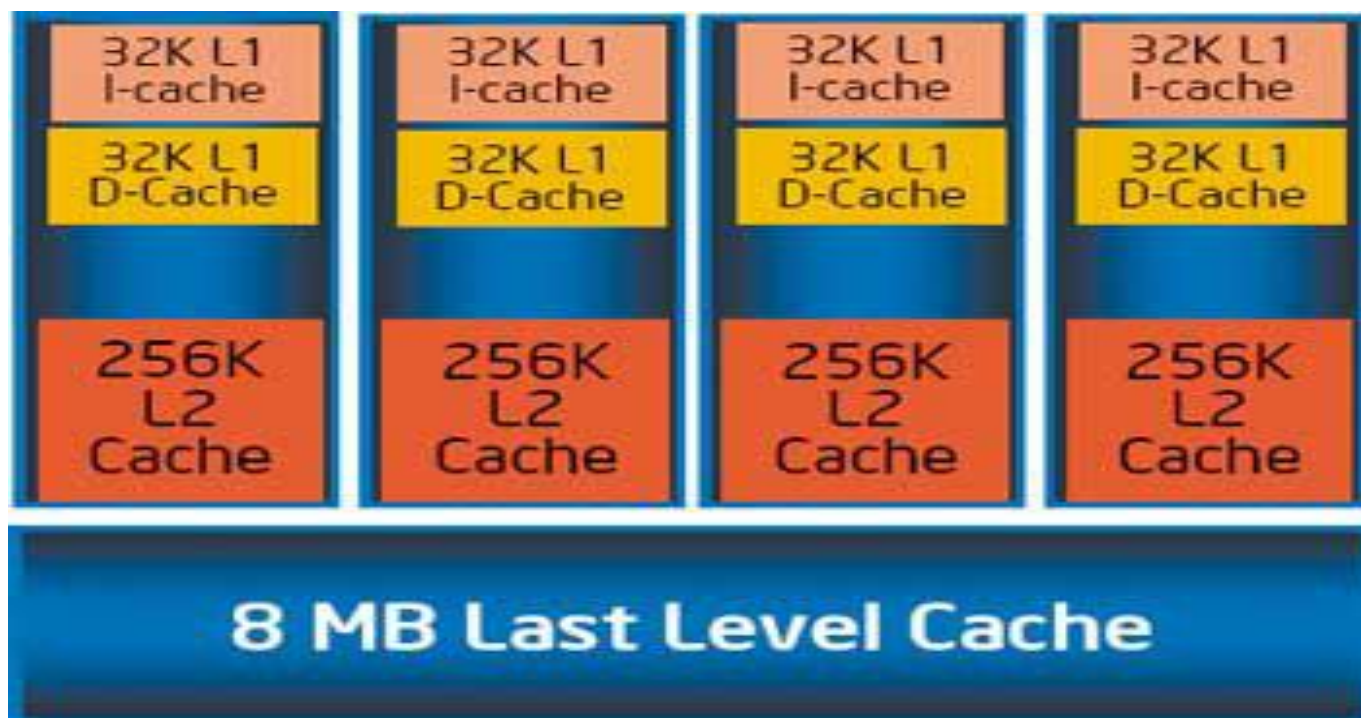 32K L1
I-cache
32K L1
D-Cache
256K
L2
Cache
32K L1
I-cache
32K L1
D-Cache
256K
L2
Cache
32K L1
I-cache
32K L1
D-Cache
256K
L2
Cache
32K L1
I-cache
32K L1
D-Cache
256K
L2
Cache
8 MB Last Level Cache